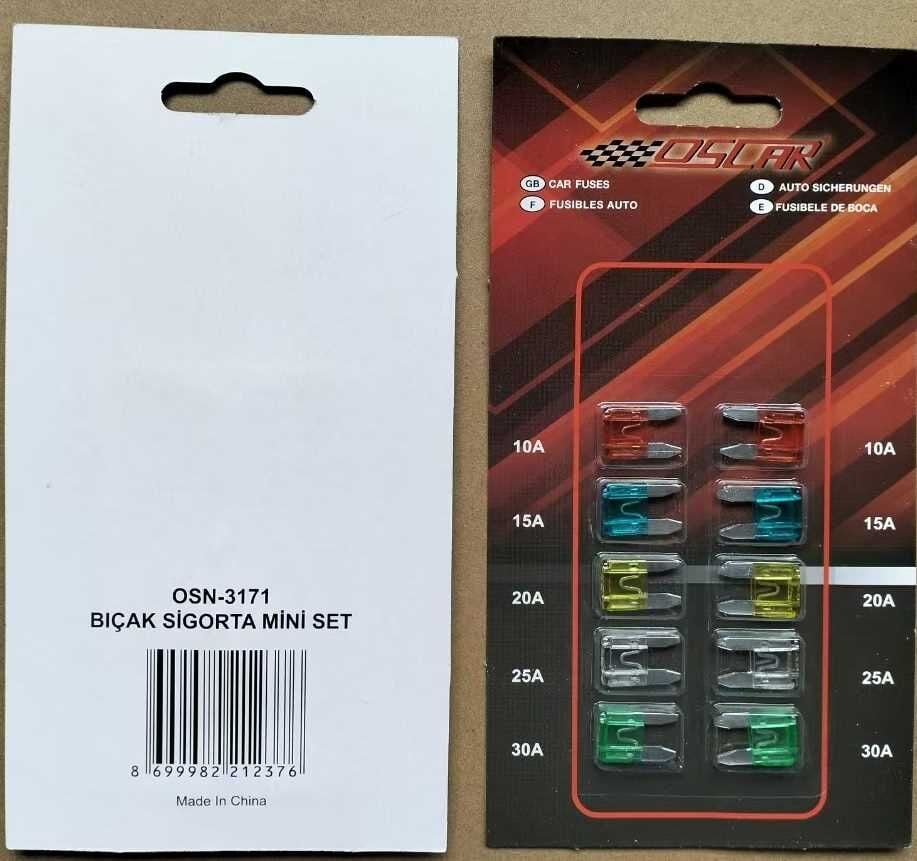 OSN-3171
BIÇAK SİGORTA MİNİ SET
8 699982 212376
Made In China
OSCAR
GB CAR FUSES
F FUSIBLES AUTO
D AUTO SICHERUNGEN
E FUSIBELE DE BOCA
10A 10A
15A 15A
20A 20A
25A 25A
30A 30A